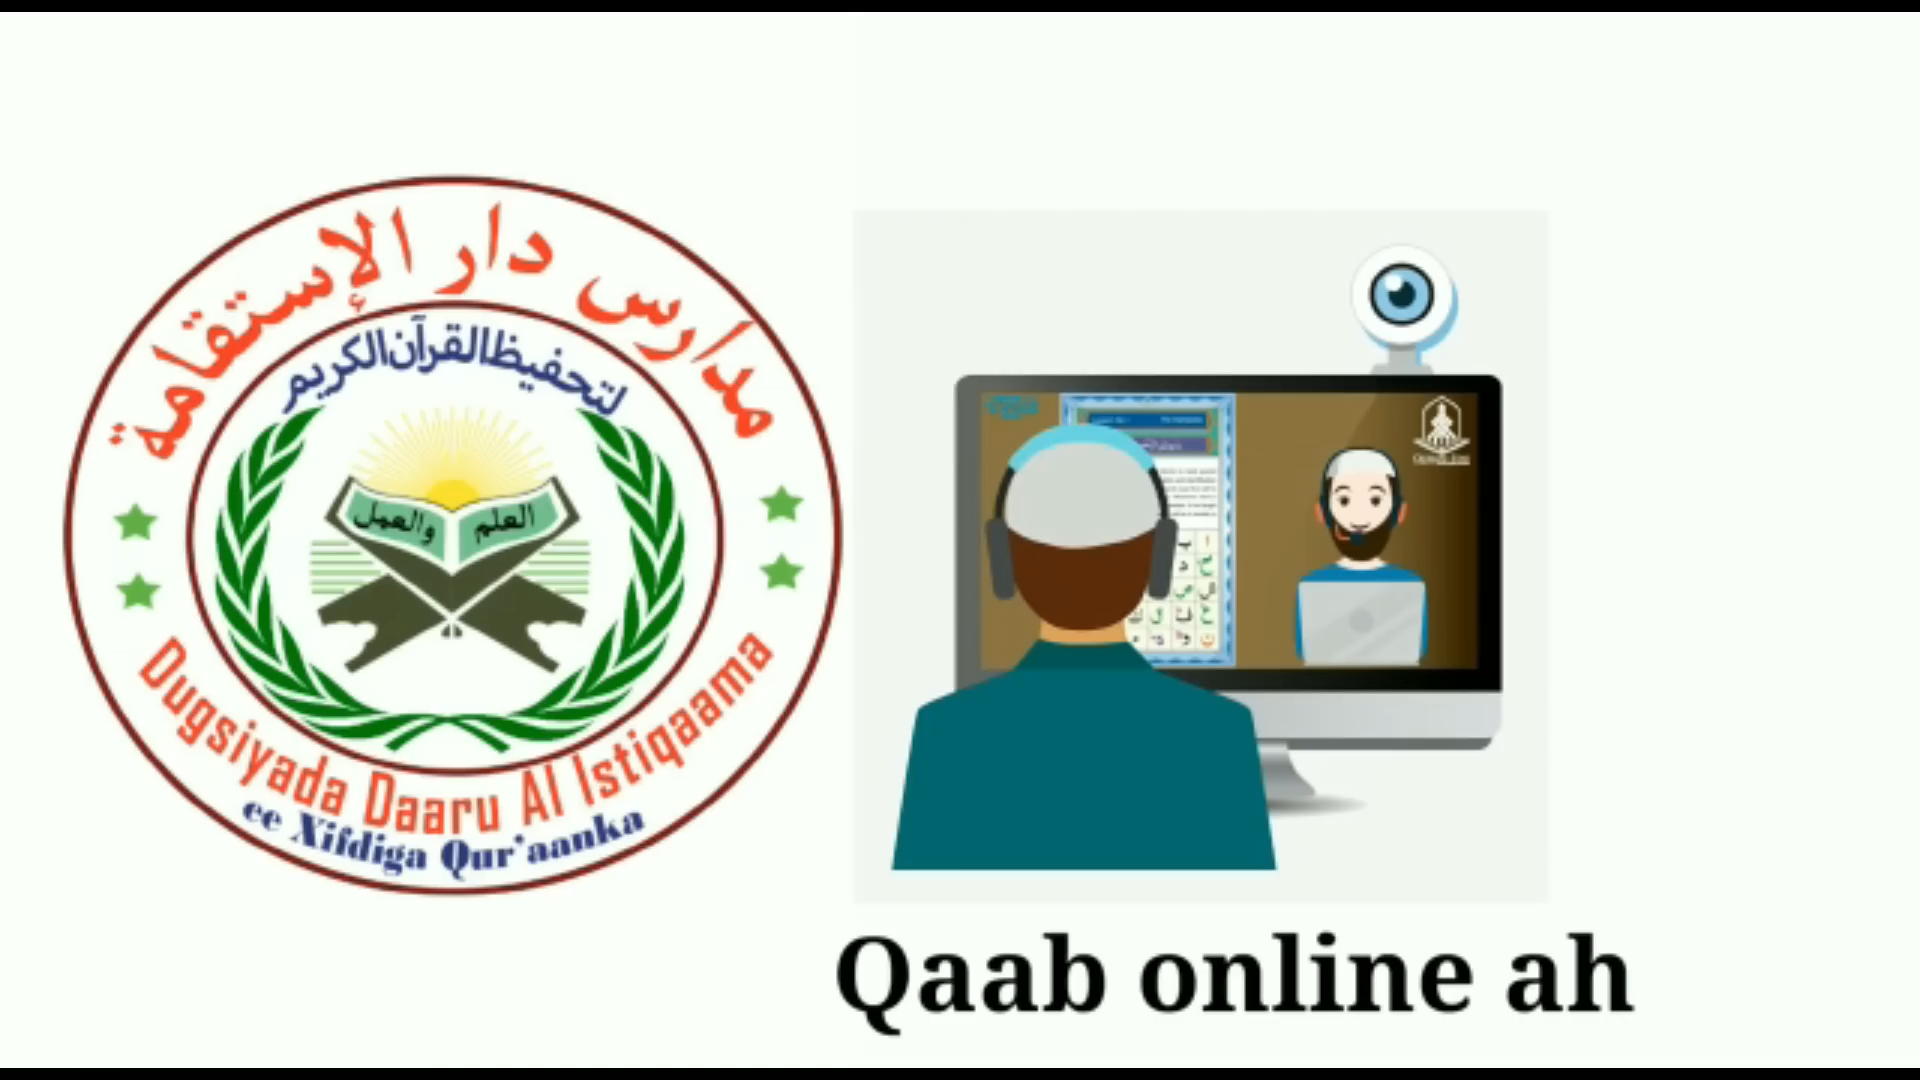 مدارس دار الإستقامة
لتحفيظ القرآن الكريم
العلم والعمل
Dugsiyada Daaru Al Istiqaama
ee Xifdiga Qur'aanka
Qaab online ah